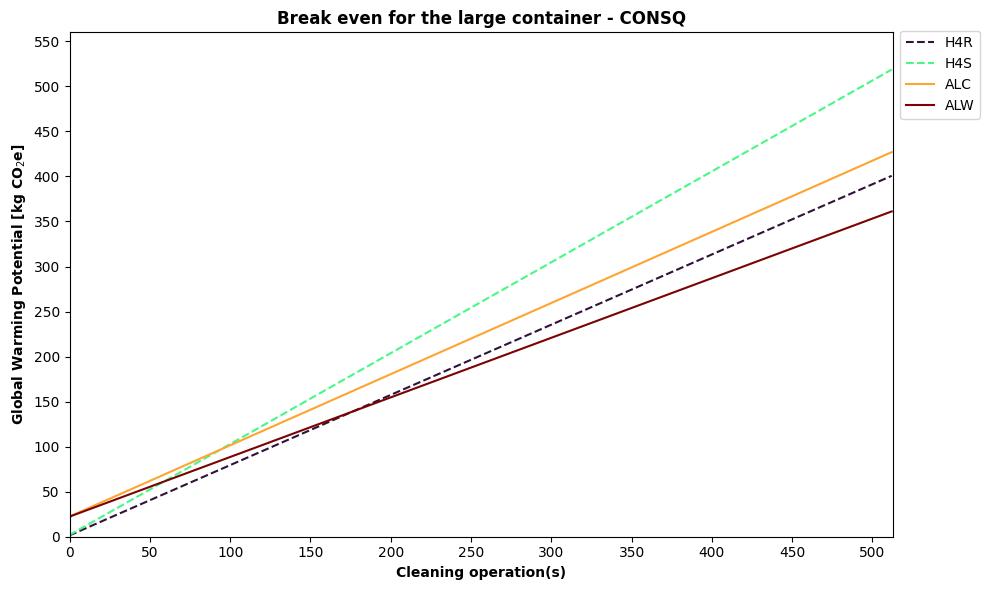 Break even for the large container - CONSQ
H4R
H4S
ALC
ALW
Global Warming Potential [kg CO₂e]
550
500
450
400
350
300
250
200
150
100
50
0
0 50 100 150 200 250 300 350 400 450 500
Cleaning operation(s)